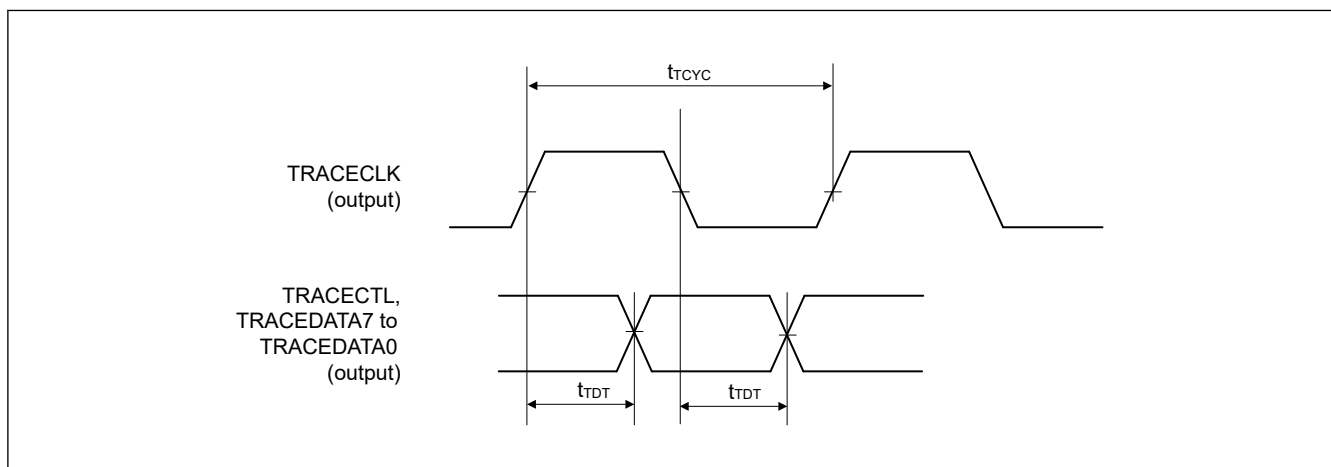 tTCYC
TRACECLK
(output)
TRACECTL,
TRACEDATA7 to
TRACEDATA0
(output)
tTDT
tTDT